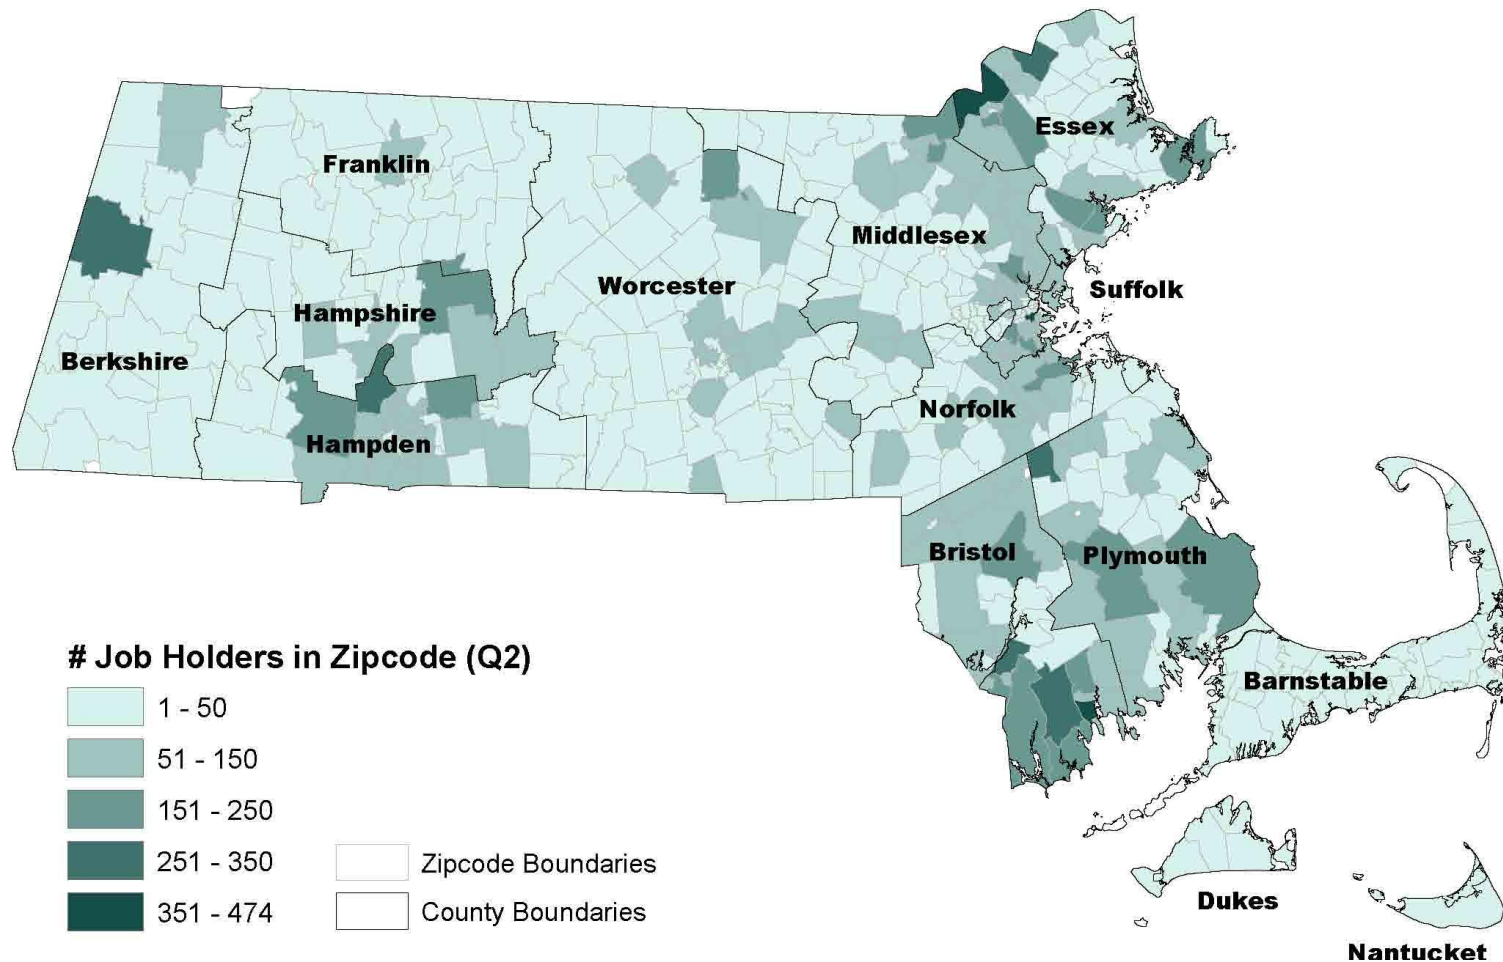 Essex
Franklin
Middlesex
Worcester
Suffolk
Hampshire
Berkshire
Norfolk
Hampden
Bristol
Plymouth
Barnstable
# Job Holders in Zipcode (Q2)
1 - 50
51 - 150
151 - 250
251 - 350
351 - 474
Zipcode Boundaries
County Boundaries
Dukes
Nantucket